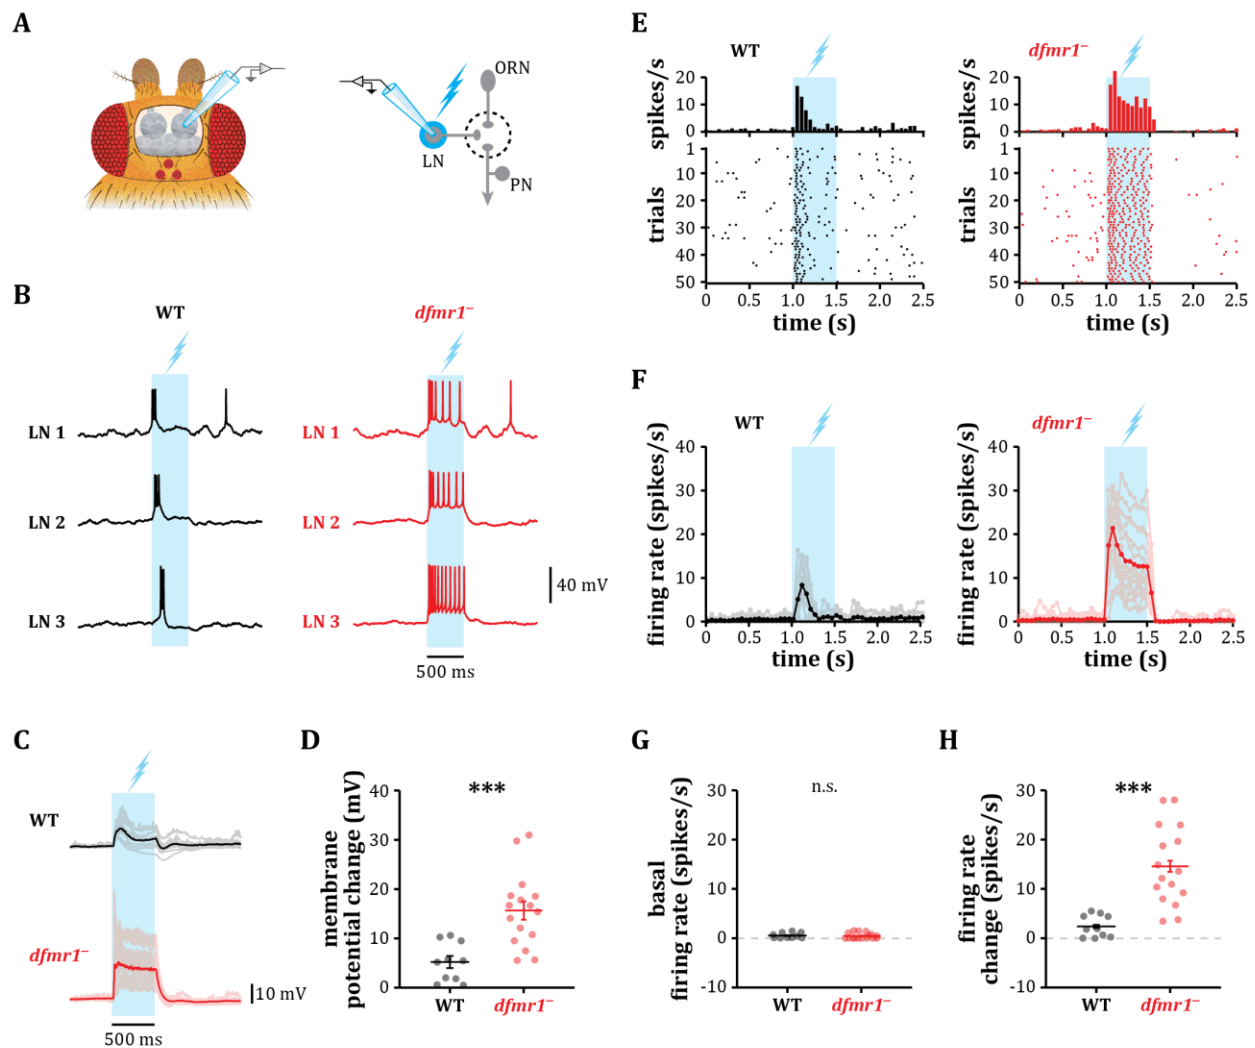 A
ORN
LN
PN
B
WT
dfmr1⁻
LN 1
LN 1
LN 2
LN 2
LN 3
LN 3
40 mV
500 ms
C
WT
dfmr1⁻
10 mV
500 ms
D
membrane
potential change (mV)
40
30
20
10
0
***
WT
dfmr1⁻
E
WT
dfmr1⁻
spikes/s
20
10
0
trials
1
10
20
30
40
50
0
0.5
1.0
1.5
2.0
2.5
time (s)
spikes/s
20
10
0
trials
1
10
20
30
40
50
0
0.5
1.0
1.5
2.0
2.5
time (s)
F
WT
dfmr1⁻
firing rate (spikes/s)
40
30
20
10
0
0
0.5
1.0
1.5
2.0
2.5
time (s)
firing rate (spikes/s)
40
30
20
10
0
0
0.5
1.0
1.5
2.0
2.5
time (s)
G
basal
firing rate (spikes/s)
30
20
10
0
-10
n.s.
WT
dfmr1⁻
H
firing rate
change (spikes/s)
30
20
10
0
-10
***
WT
dfmr1⁻